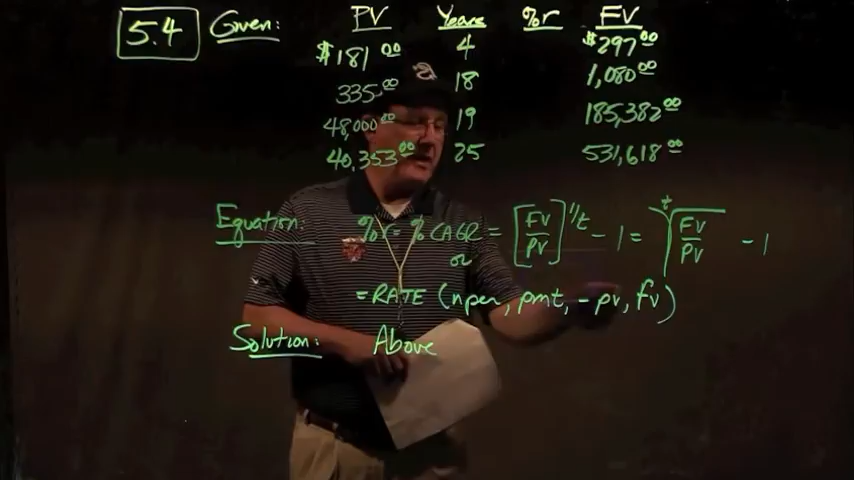 5.4 Given: PV Years %r FV
$181.00 4 $297.00
335.00 18 1,080.00
48,000.00 19 185,382.00
40,353.00 25 531,618.00
Equation: %r = % CAGR = [FV/PV]^1/t - 1 = t√FV/PV - 1
or
= RATE (nper, pmt, -pv, fv)
Solution: Above